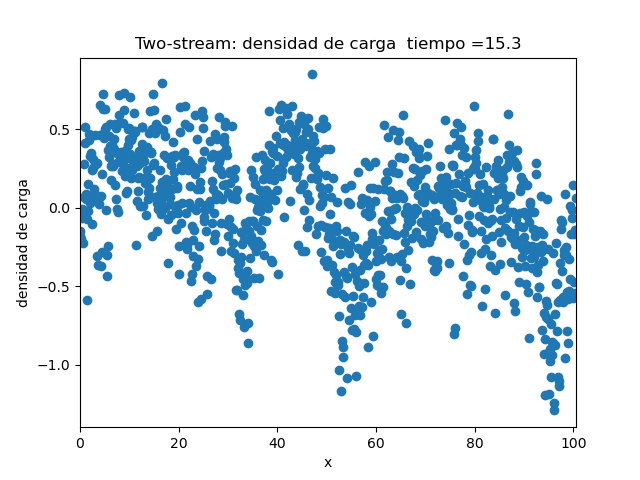 Two-stream: densidad de carga  tiempo =15.3
densidad de carga
0.5
0.0
−0.5
−1.0
0 20 40 60 80 100
x